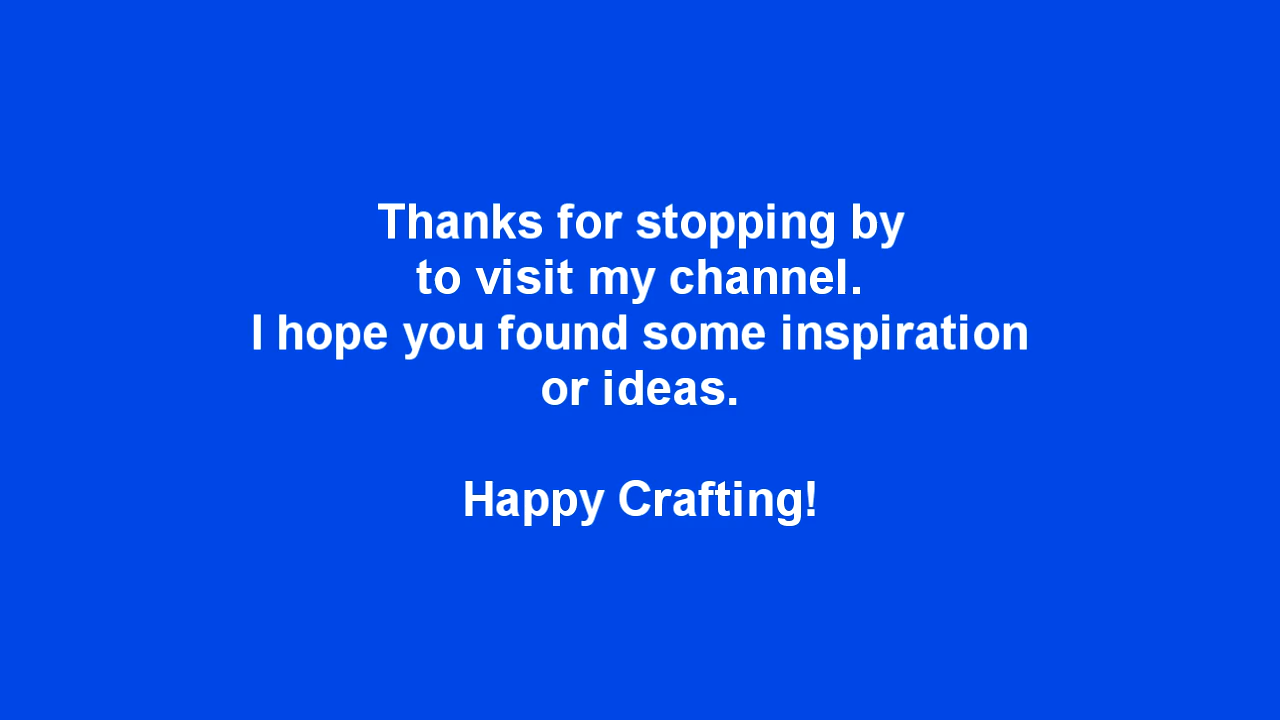 Thanks for stopping by
to visit my channel.
I hope you found some inspiration
or ideas.
Happy Crafting!